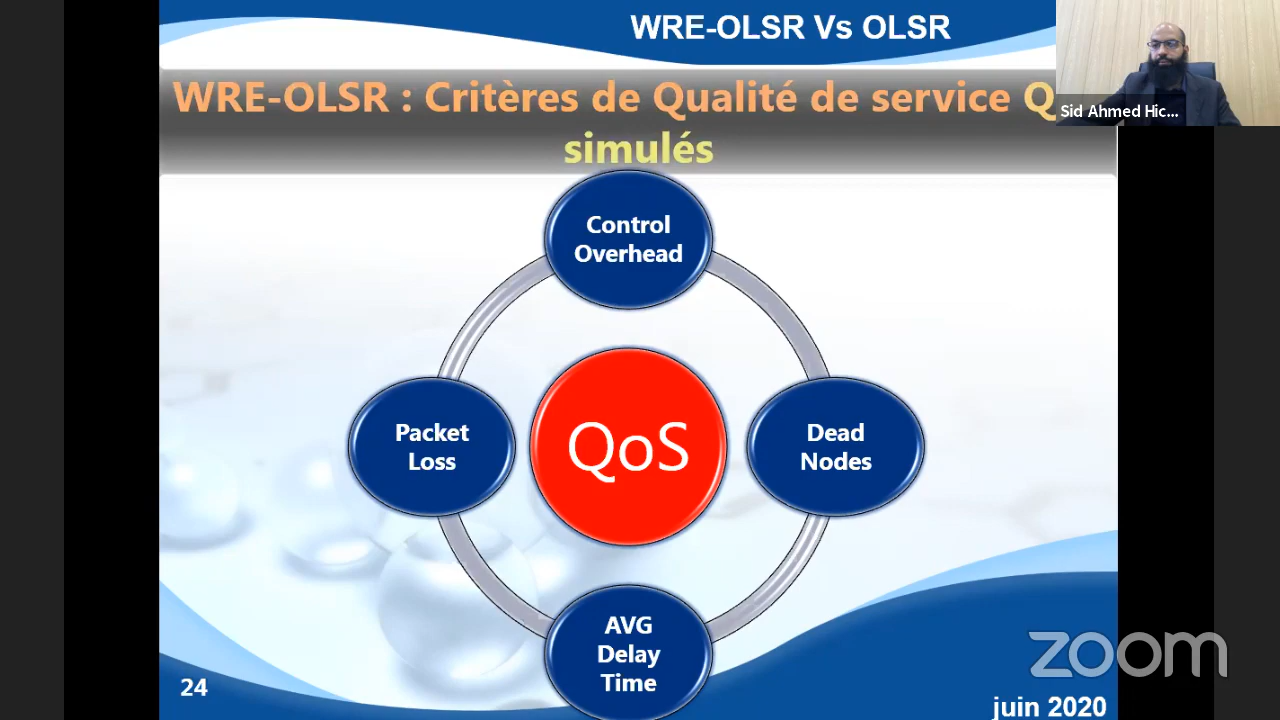 WRE-OLSR Vs OLSR
WRE-OLSR : Critères de Qualité de service Q
simulés
Sid Ahmed Hic...
Control
Overhead
Packet
Loss
QoS
Dead
Nodes
AVG
Delay
Time
24
zoom
juin 2020